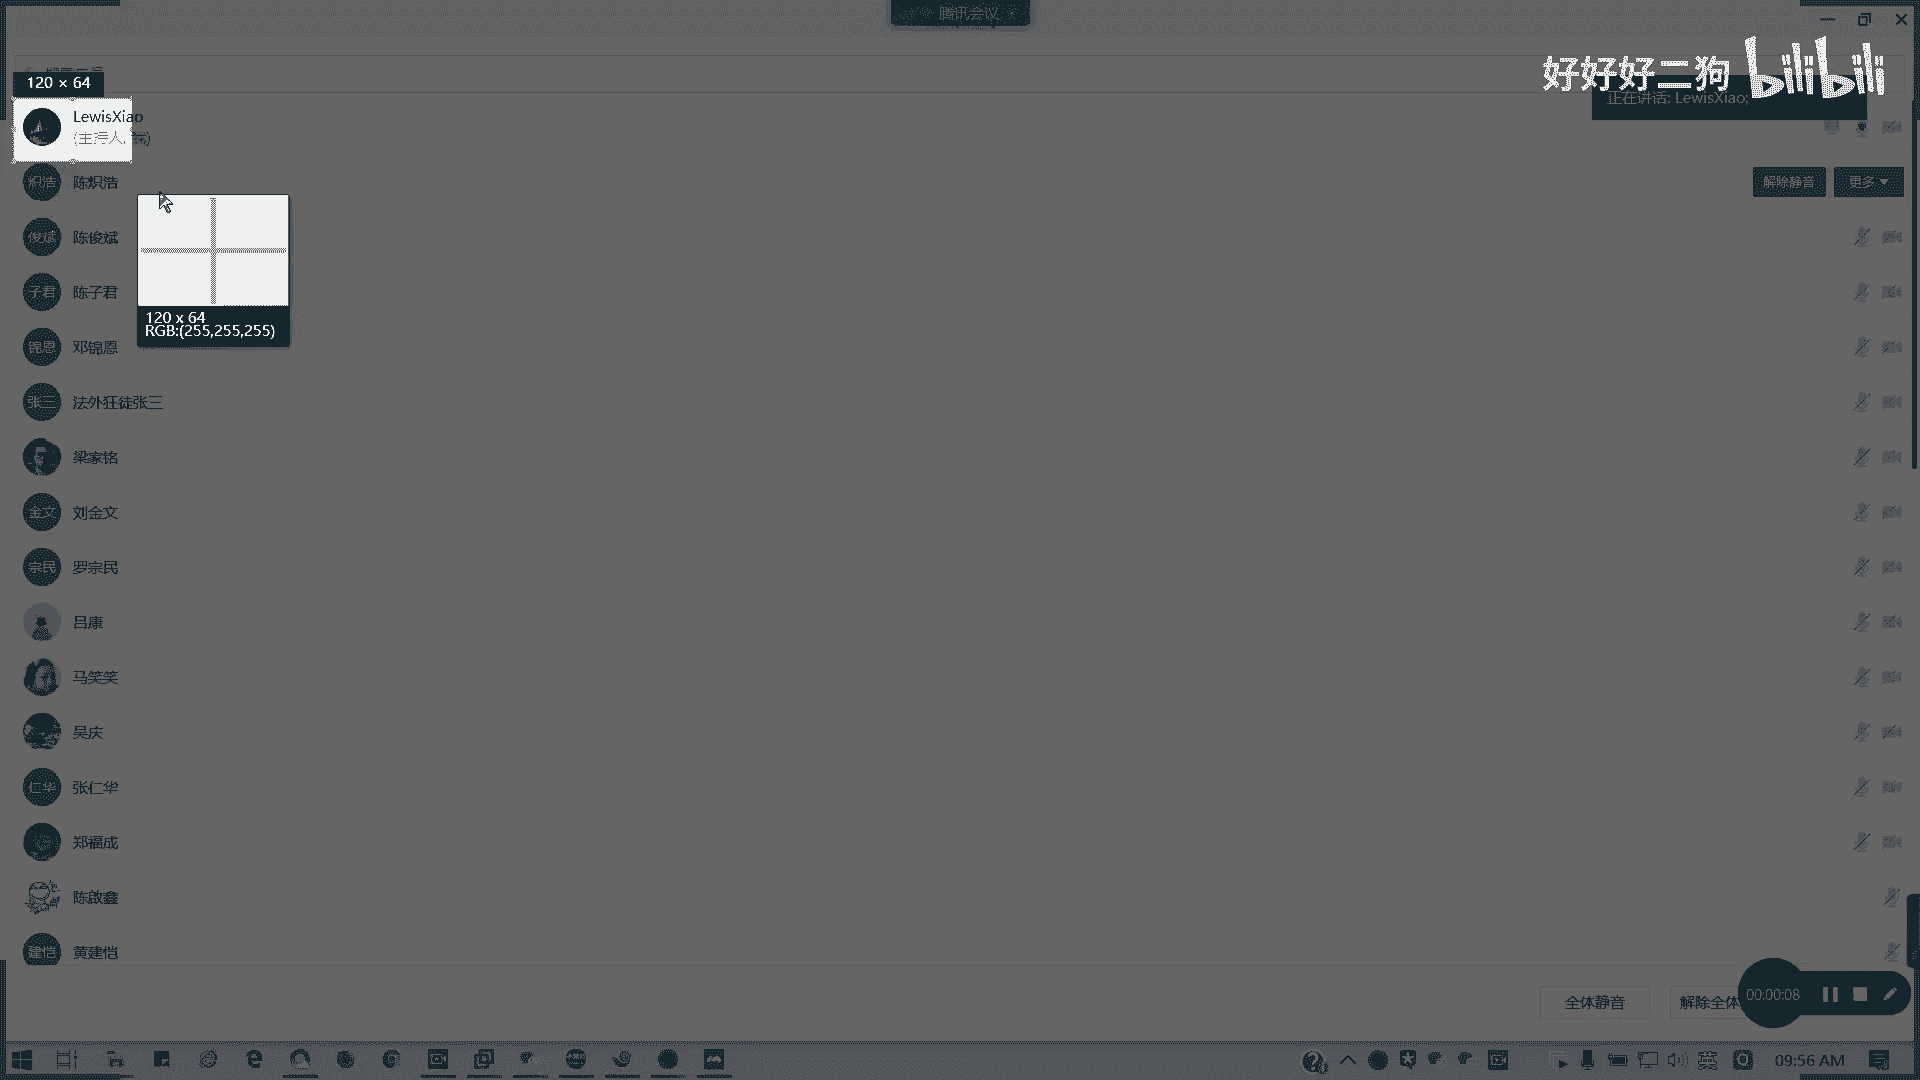 腾讯会议
好好好二狗 bilibili
120 × 64
正在讲话: LewisXiao;
LewisXiao
(主持人, 我)
炽浩 陈炽浩
解除静音 更多
俊斌 陈俊斌
子君 陈子君
120 x 64
RGB:(255,255,255)
锦恩 邓锦恩
张三 法外狂徒张三
梁家铭
金文 刘金文
宗民 罗宗民
吕康
马笑笑
吴庆
仁华 张仁华
郑福成
陈啟鑫
建恺 黄建恺
全体静音 解除全体
00:00:08
英
09:56 AM